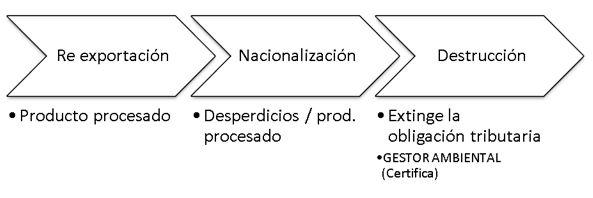 Re exportación
• Producto procesado
Nacionalización
• Desperdicios / prod.
procesado
Destrucción
• Extinge la
obligación tributaria
•GESTOR AMBIENTAL
(Certifica)